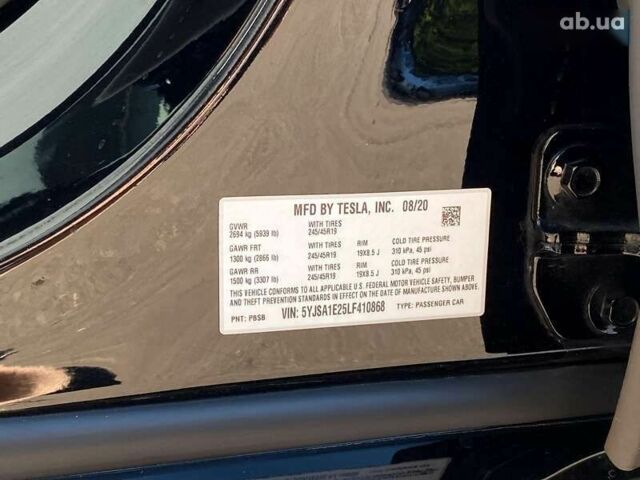 ab.ua
MFD BY TESLA, INC. 08/20
GVWR WITH TIRES
2694 kg (5939 lb) 245/45R19
GAWR FRT WITH TIRES RIM COLD TIRE PRESSURE
1300 kg (2866 lb) 245/45R19 19X8.5 J 310 kPa, 45 psi
GAWR RR WITH TIRES RIM COLD TIRE PRESSURE
1500 kg (3307 lb) 245/45R19 19X8.5 J 310 kPa, 45 psi
THIS VEHICLE CONFORMS TO ALL APPLICABLE U.S. FEDERAL MOTOR VEHICLE SAFETY, BUMPER
AND THEFT PREVENTION STANDARDS IN EFFECT ON THE DATE OF MANUFACTURE SHOWN ABOVE.
PNT: PBSB VIN: 5YJSA1E25LF410868 TYPE: PASSENGER CAR